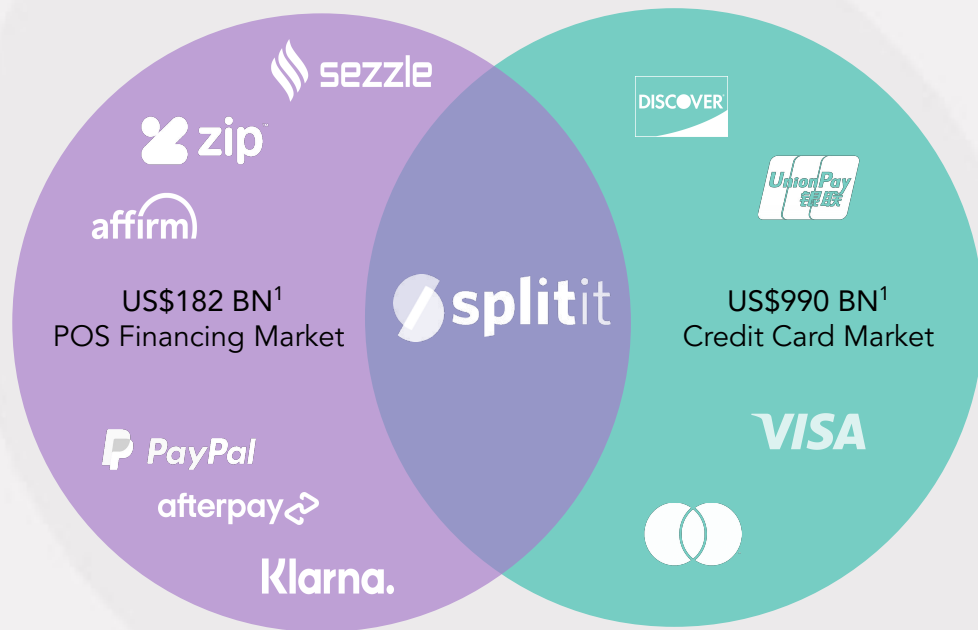 sezzle
zip
affirm
US$182 BN¹
POS Financing Market
PayPal
afterpay
Klarna.
splitit
DISCOVER
UnionPay
银联
US$990 BN¹
Credit Card Market
VISA